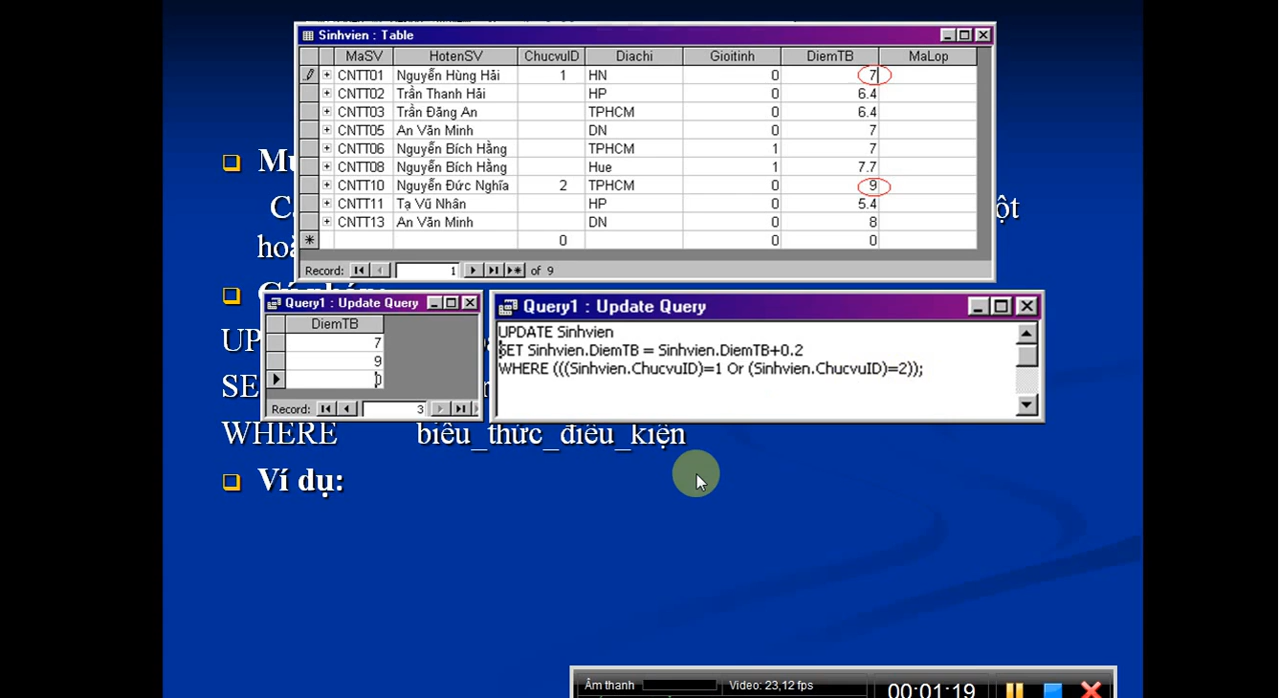 Sinhvien : Table
MaSV HotenSV ChucvuID Diachi Gioitinh DiemTB MaLop
CNTT01 Nguyễn Hùng Hải 1 HN 0 7
CNTT02 Trần Thanh Hải HP 0 6.4
CNTT03 Trần Đăng An TPHCM 0 6.4
CNTT05 An Văn Minh DN 0 7
CNTT06 Nguyễn Bích Hằng TPHCM 1 7
CNTT08 Nguyễn Bích Hằng Hue 1 7.7
CNTT10 Nguyễn Đức Nghĩa 2 TPHCM 0 9
CNTT11 Tạ Vũ Nhân HP 0 5.4
CNTT13 An Văn Minh DN 0 8
0 0 0
Record: 1 of 9
Query1 : Update Query
DiemTB
7
9
0
Record: 3
Query1 : Update Query
UPDATE Sinhvien
SET Sinhvien.DiemTB = Sinhvien.DiemTB+0.2
WHERE (((Sinhvien.ChucvuID)=1 Or (Sinhvien.ChucvuID)=2));
WHERE biểu_thức_điều_kiện
Ví dụ:
Âm thanh Video: 23,12 fps 00:01:19